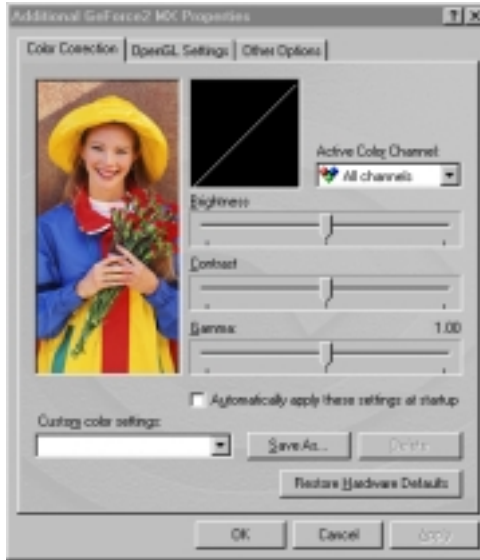 Additional GeForce2 MX Properties
Color Correction
OpenGL Settings
Other Options
Active Color Channel:
All channels
Brightness
Contrast
Gamma: 1.00
Automatically apply these settings at startup
Custom color settings:
Save As...
Delete
Restore Hardware Defaults
OK
Cancel
Apply